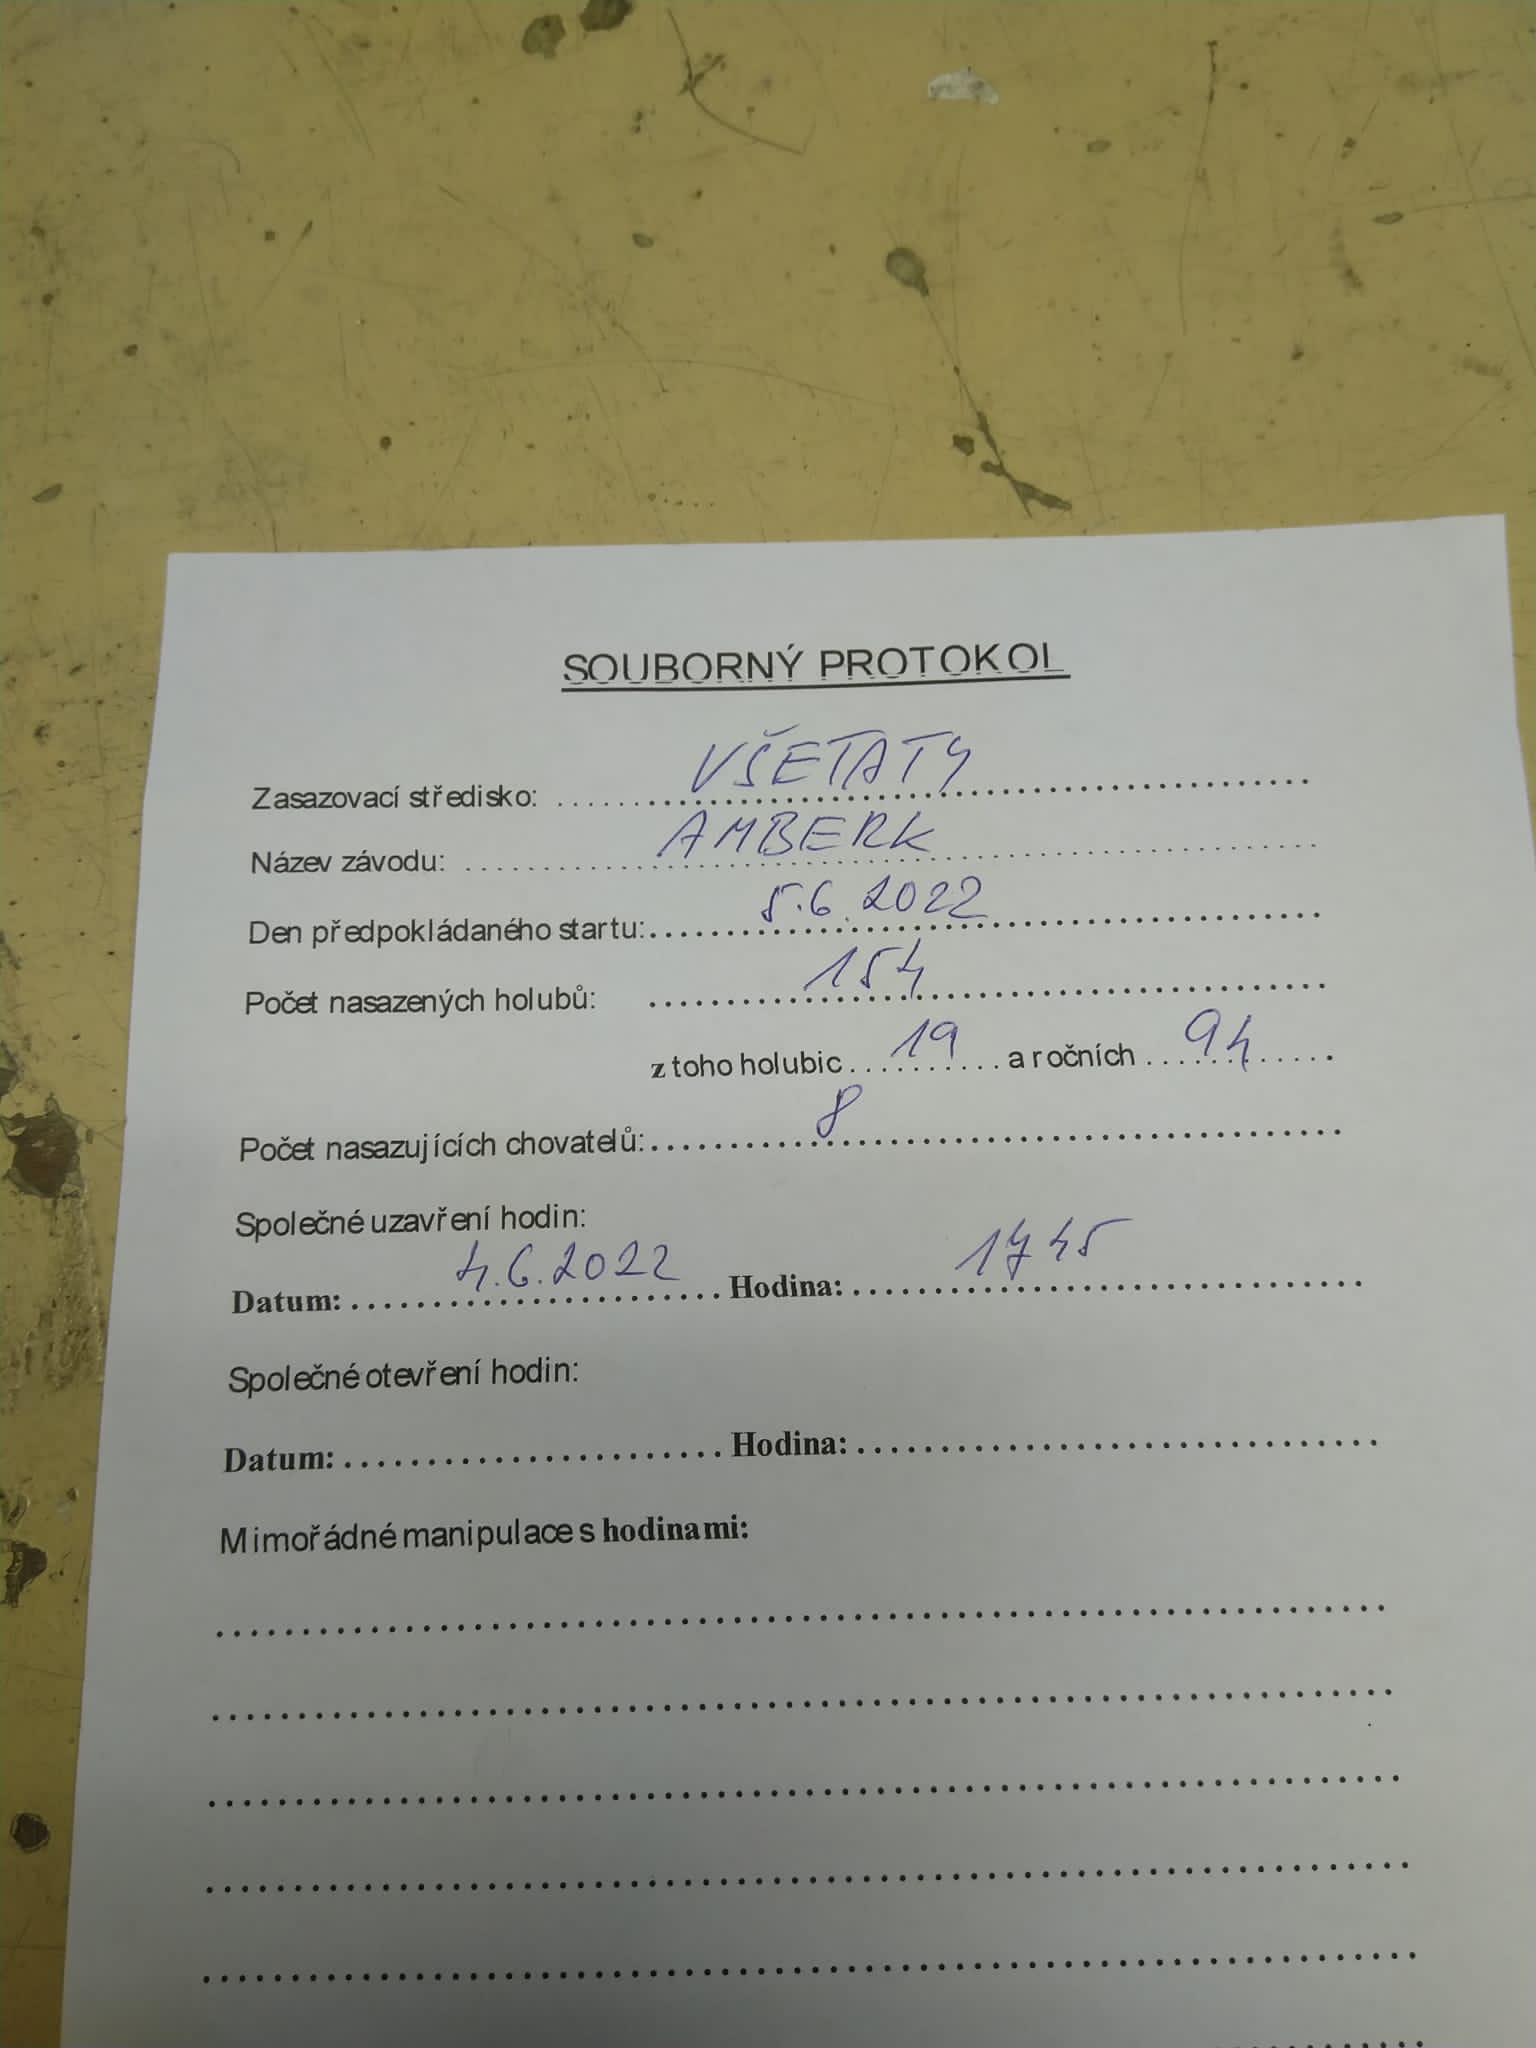 SOUBORNÝ PROTOKOL
Zasazovací středisko: VŠETATY
Název závodu: AMBERK
Den předpokládaného startu: 5.6.2022
Počet nasazených holubů: 154
z toho holubic 19 a ročních 94
Počet nasazujících chovatelů: 8
Společné uzavření hodin:
Datum: 4.6.2022 Hodina: 1745
Společné otevření hodin:
Datum: Hodina:
Mimořádné manipulace s hodinami: